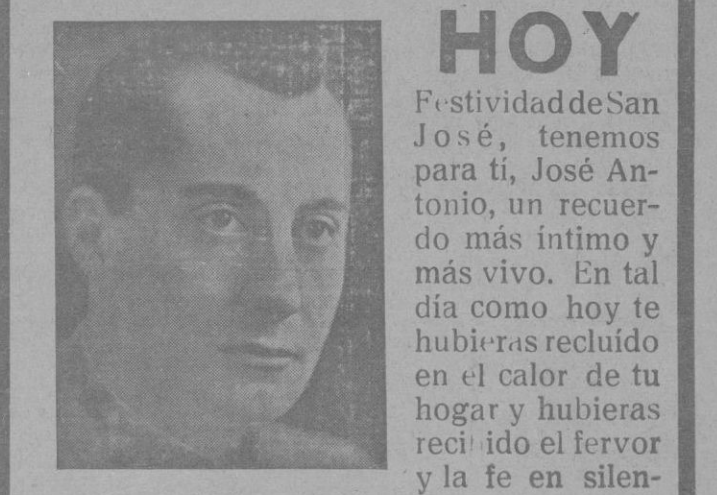 HOY
Festividad de San
José, tenemos
para tí, José An-
tonio, un recuer-
do más íntimo y
más vivo. En tal
día como hoy te
hubieras recluído
en el calor de tu
hogar y hubieras
recibido el fervor
y la fe en silen-